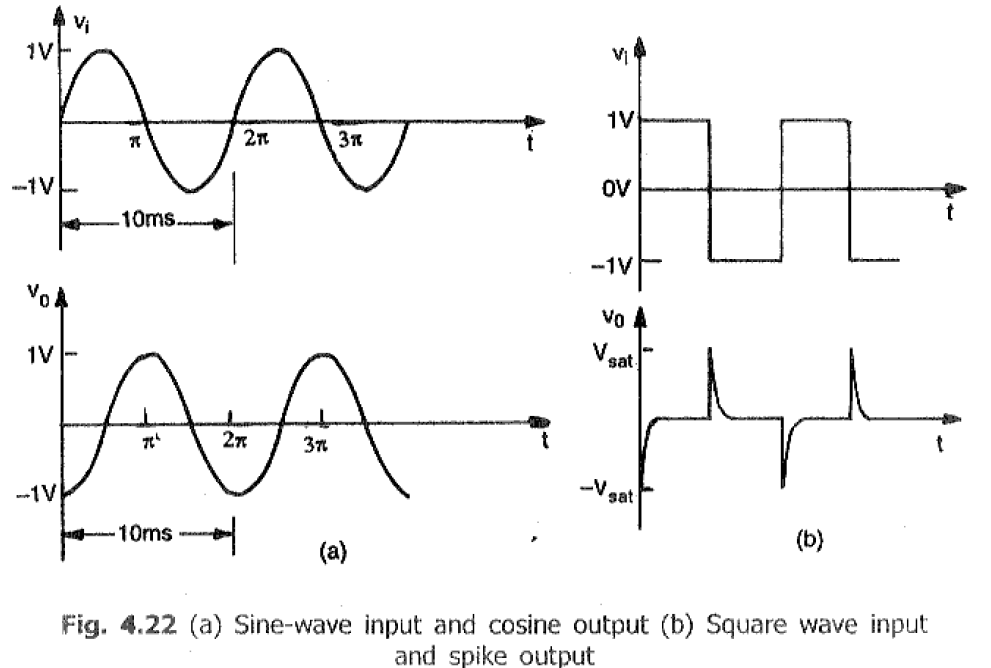 vi
1V
π
2π
3π
t
−1V
10ms
v0
1V
π‘
2π
3π
t
−1V
10ms
(a)
vi
1V
0V
t
−1V
v0
Vsat
t
−Vsat
(b)
Fig. 4.22 (a) Sine-wave input and cosine output (b) Square wave input
and spike output